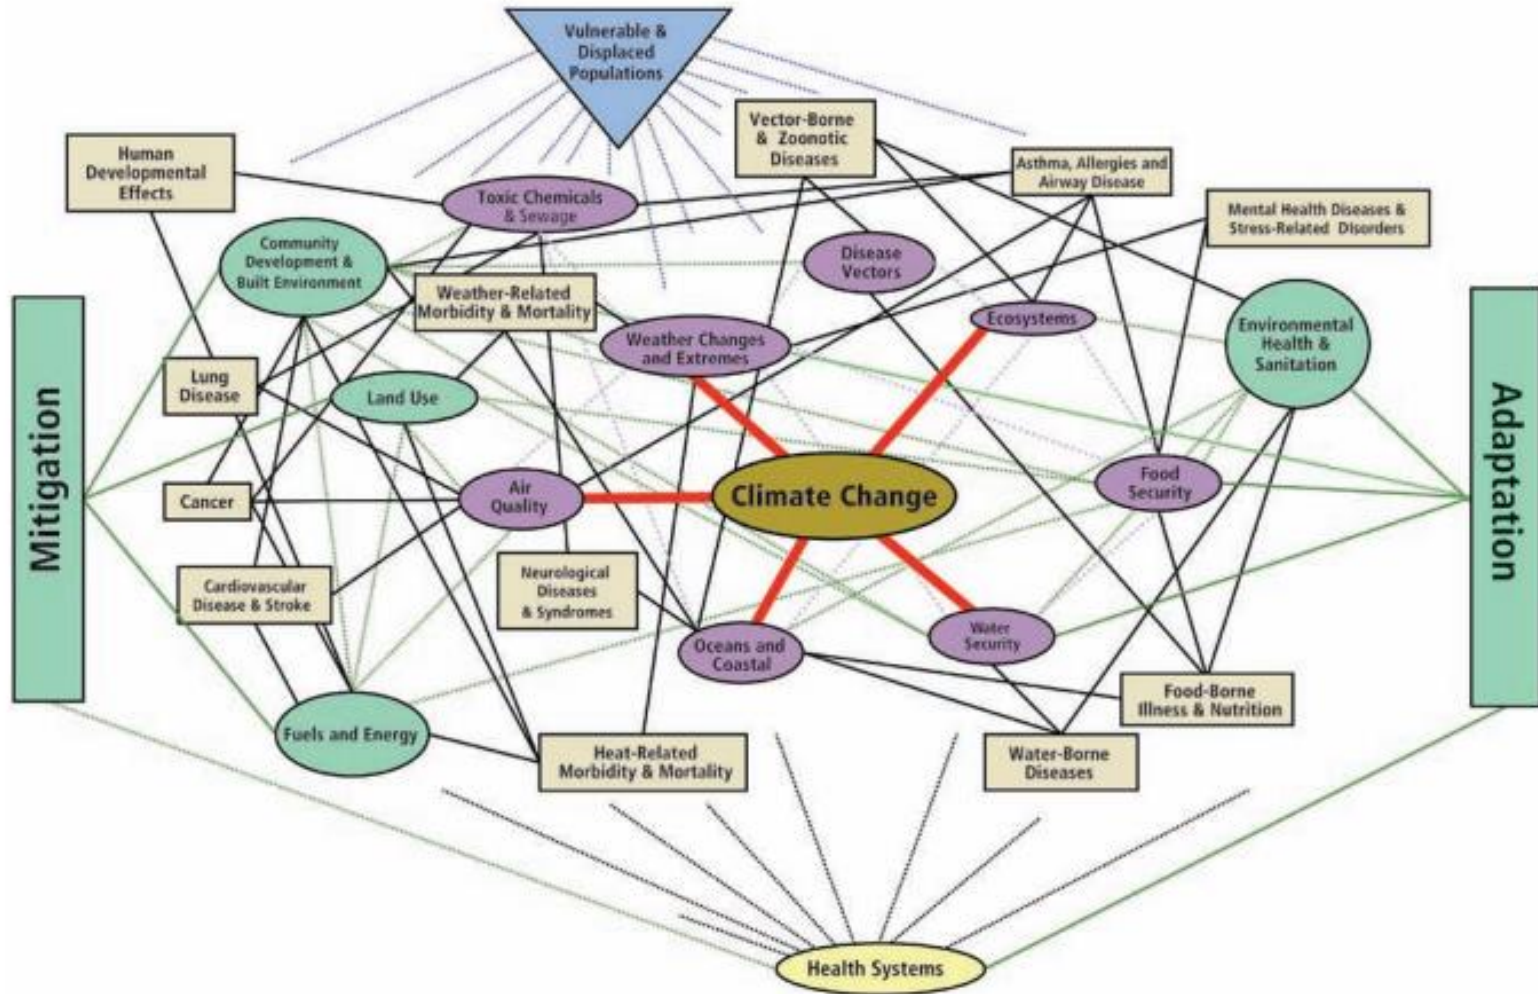 Vulnerable &
Displaced
Populations
Vector-Borne
& Zoonotic
Diseases
Human
Developmental
Effects
Asthma, Allergies and
Airway Disease
Toxic Chemicals
& Sewage
Mental Health Diseases &
Stress-Related Disorders
Community
Development &
Built Environment
Disease
Vectors
Weather-Related
Morbidity & Mortality
Ecosystems
Environmental
Health &
Sanitation
Weather Changes
and Extremes
Lung
Disease
Land Use
Mitigation
Adaptation
Climate Change
Food
Security
Air
Quality
Cancer
Cardiovascular
Disease & Stroke
Neurological
Diseases
& Syndromes
Water
Security
Oceans and
Coastal
Food-Borne
Illness & Nutrition
Fuels and Energy
Heat-Related
Morbidity & Mortality
Water-Borne
Diseases
Health Systems